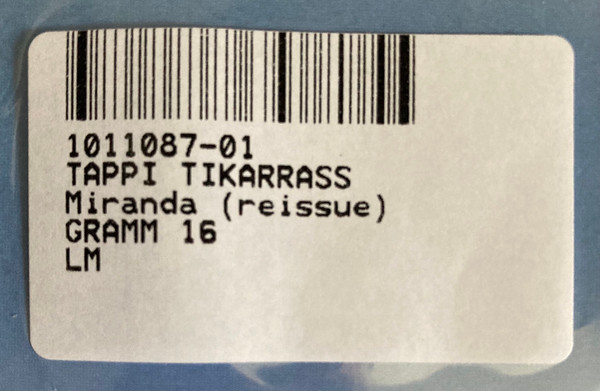 1011087-01
TAPPI TIKARRASS
Miranda (reissue)
GRAMM 16
LM